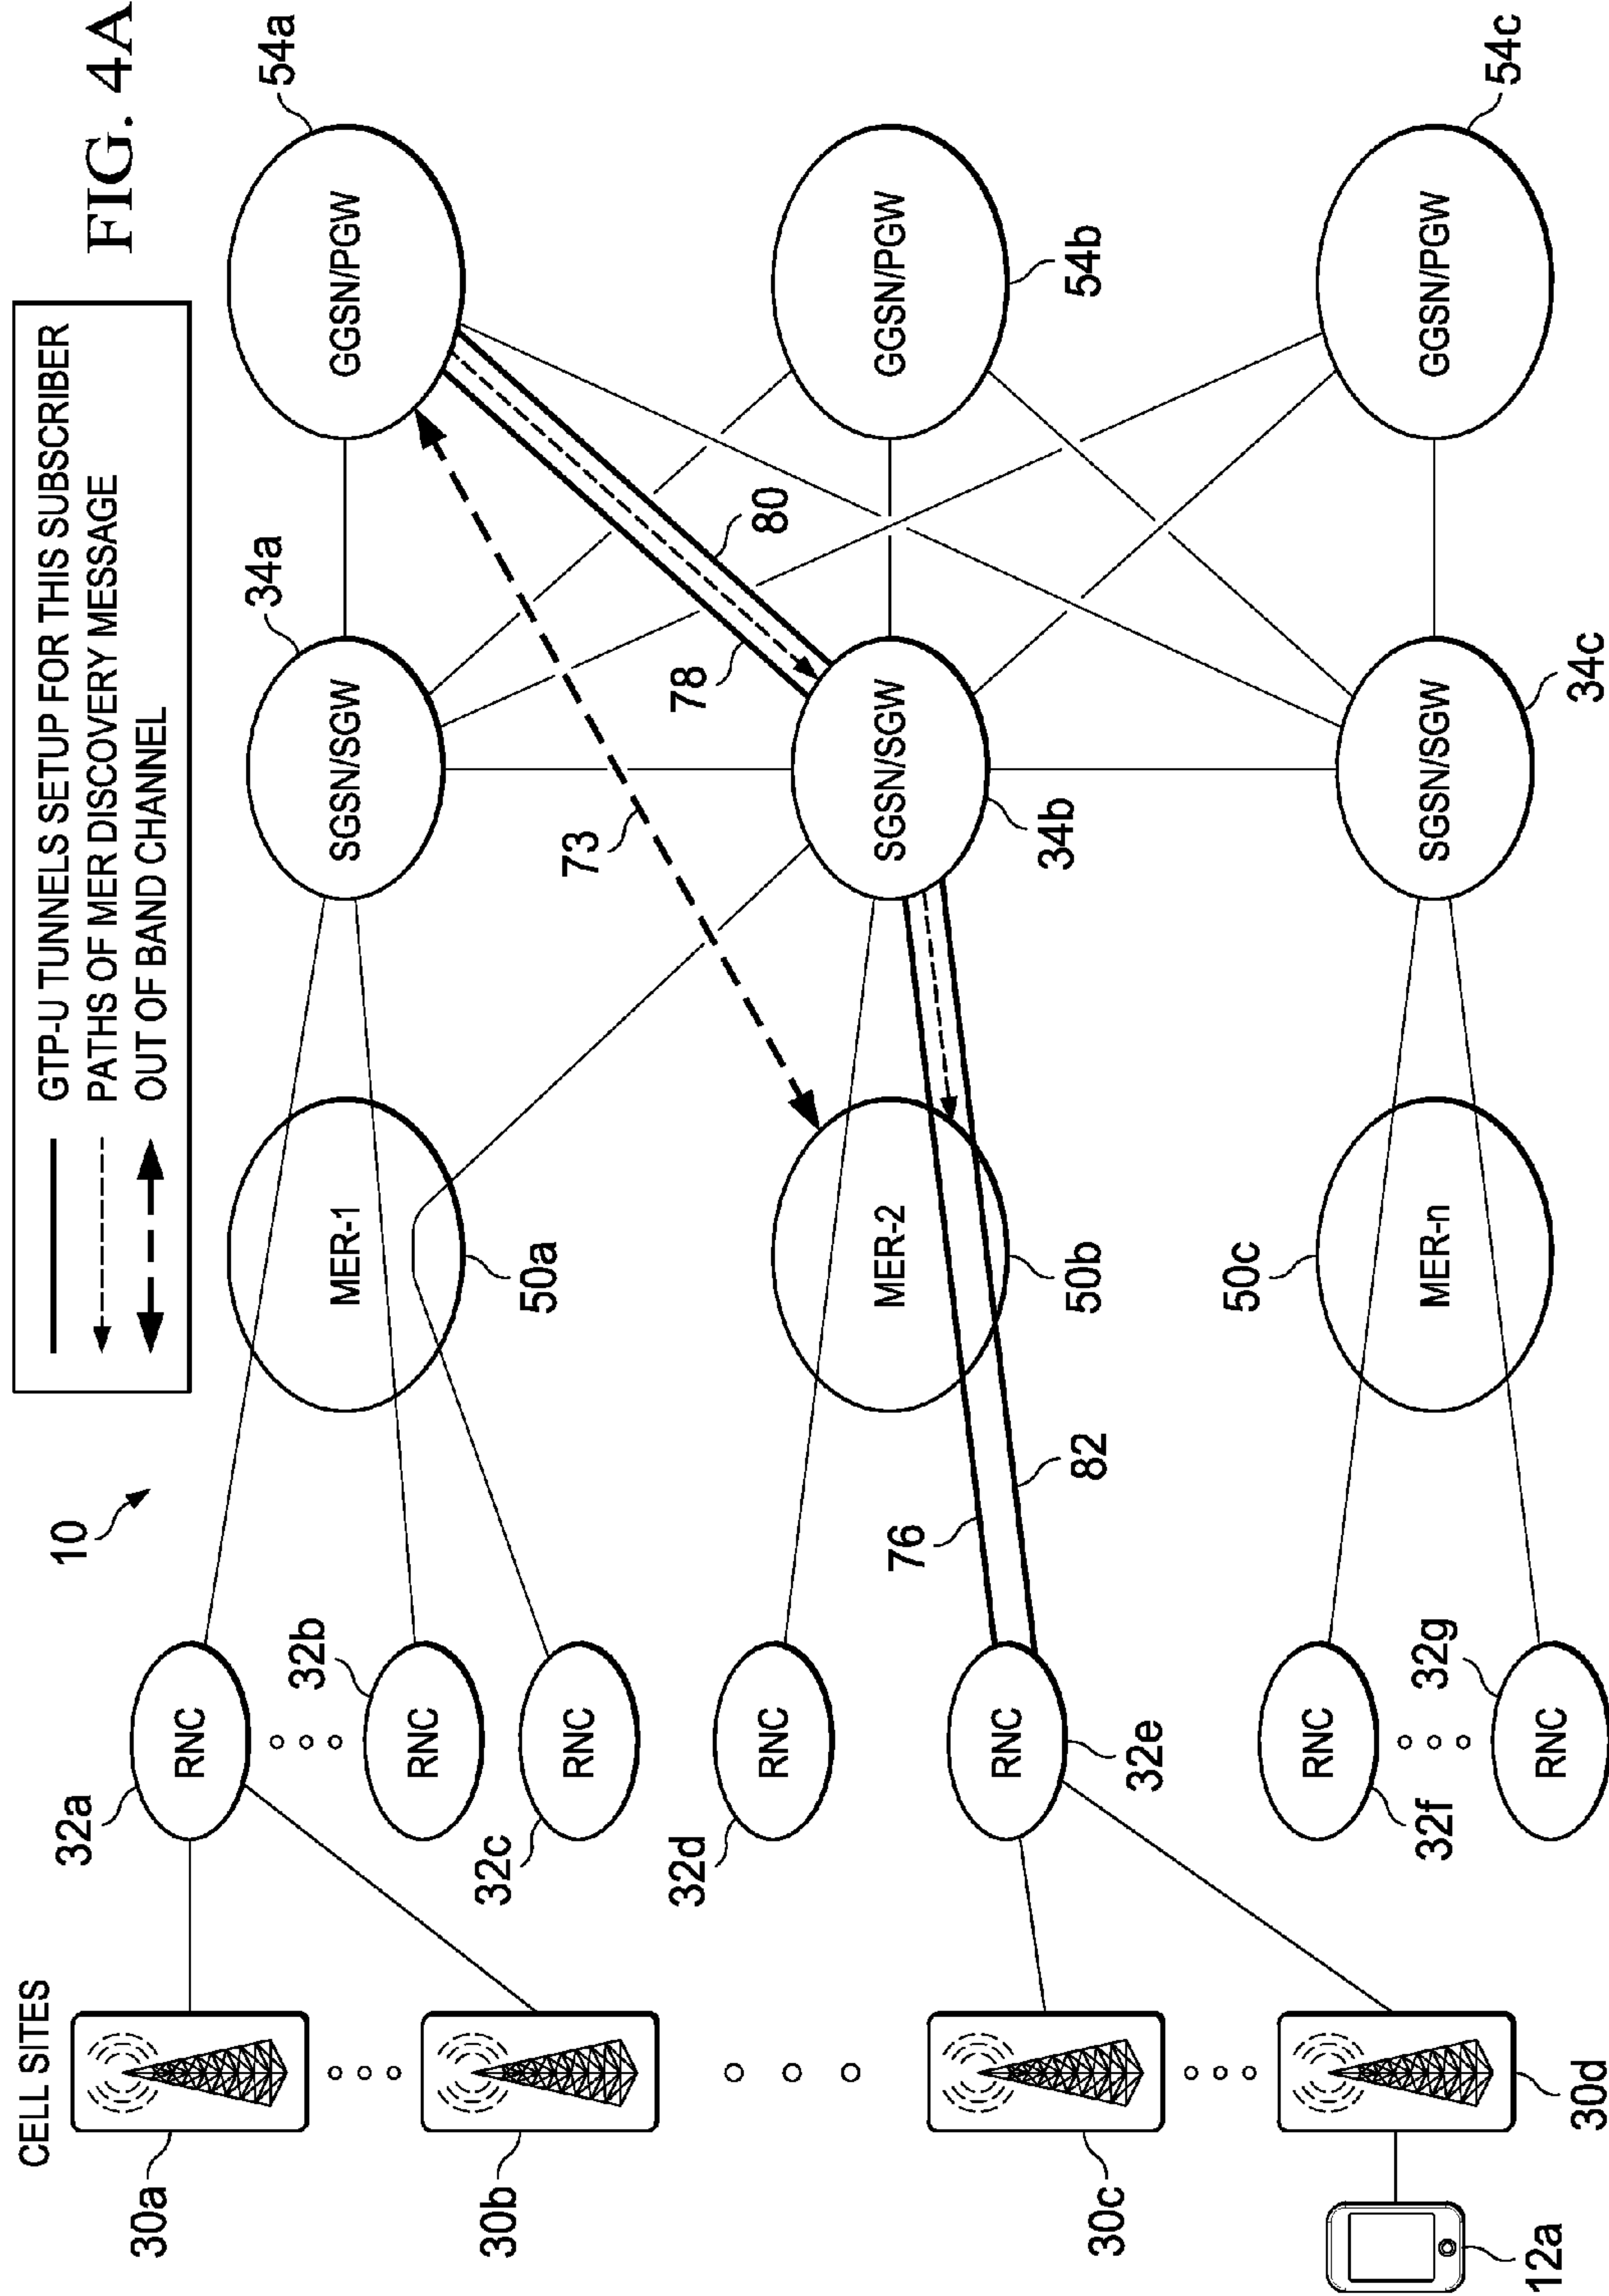 FIG. 4A
GTP-U TUNNELS SETUP FOR THIS SUBSCRIBER
PATHS OF MER DISCOVERY MESSAGE
OUT OF BAND CHANNEL
10
CELL SITES
30a
30b
30c
30d
12a
32a
RNC
32b
RNC
32c
RNC
32d
RNC
32e
RNC
32f
RNC
32g
RNC
MER-1
50a
MER-2
50b
MER-n
50c
76
82
73
78
80
34a
SGSN/SGW
34b
SGSN/SGW
34c
SGSN/SGW
54a
GGSN/PGW
54b
GGSN/PGW
54c
GGSN/PGW